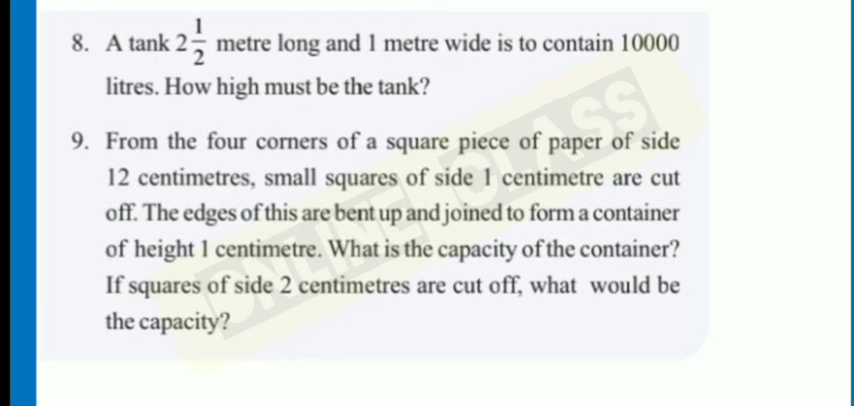 8. A tank 2 1/2 metre long and 1 metre wide is to contain 10000
litres. How high must be the tank?
9. From the four corners of a square piece of paper of side
12 centimetres, small squares of side 1 centimetre are cut
off. The edges of this are bent up and joined to form a container
of height 1 centimetre. What is the capacity of the container?
If squares of side 2 centimetres are cut off, what would be
the capacity?
ONLINE CLASS